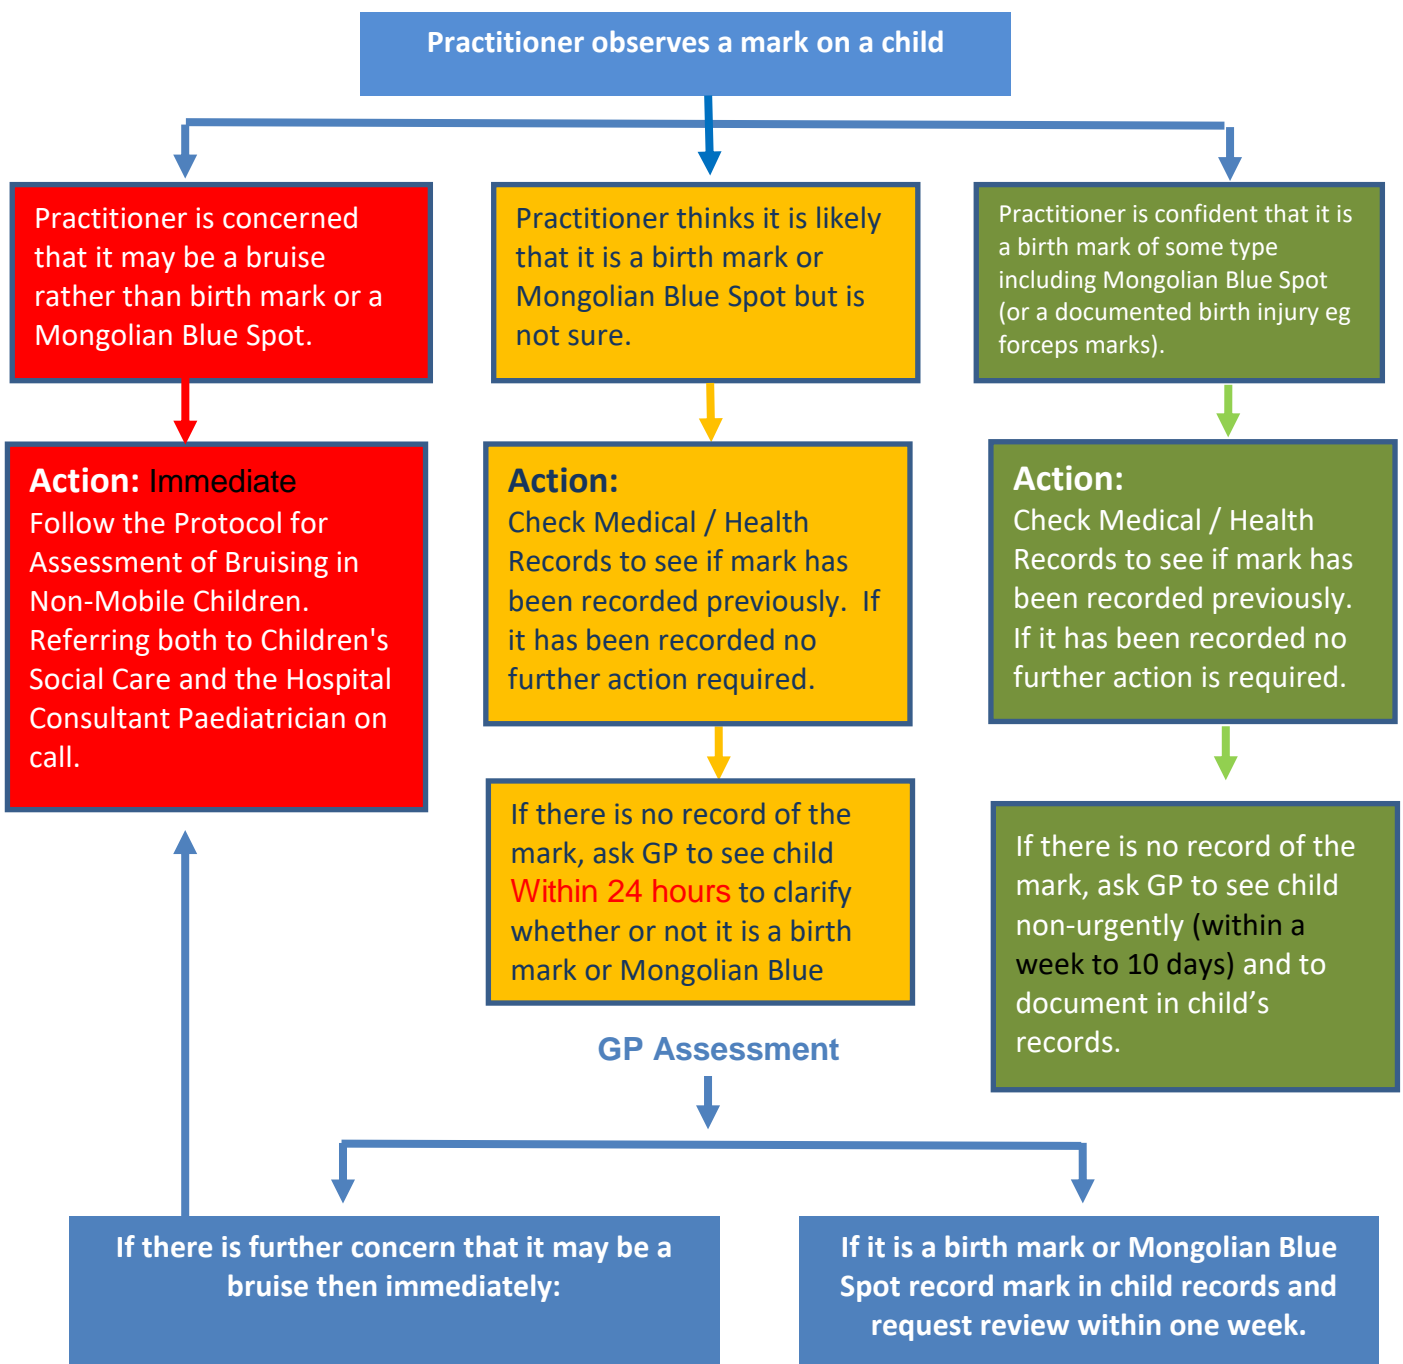 Practitioner observes a mark on a child
Practitioner is concerned
that it may be a bruise
rather than birth mark or a
Mongolian Blue Spot.
Practitioner thinks it is likely
that it is a birth mark or
Mongolian Blue Spot but is
not sure.
Practitioner is confident that it is
a birth mark of some type
including Mongolian Blue Spot
(or a documented birth injury eg
forceps marks).
Action: Immediate
Follow the Protocol for
Assessment of Bruising in
Non-Mobile Children.
Referring both to Children's
Social Care and the Hospital
Consultant Paediatrician on
call.
Action:
Check Medical / Health
Records to see if mark has
been recorded previously.  If
it has been recorded no
further action required.
Action:
Check Medical / Health
Records to see if mark has
been recorded previously.
If it has been recorded no
further action is required.
If there is no record of the
mark, ask GP to see child
Within 24 hours to clarify
whether or not it is a birth
mark or Mongolian Blue
If there is no record of the
mark, ask GP to see child
non-urgently (within a
week to 10 days) and to
document in child’s
records.
GP Assessment
If there is further concern that it may be a
bruise then immediately:
If it is a birth mark or Mongolian Blue
Spot record mark in child records and
request review within one week.